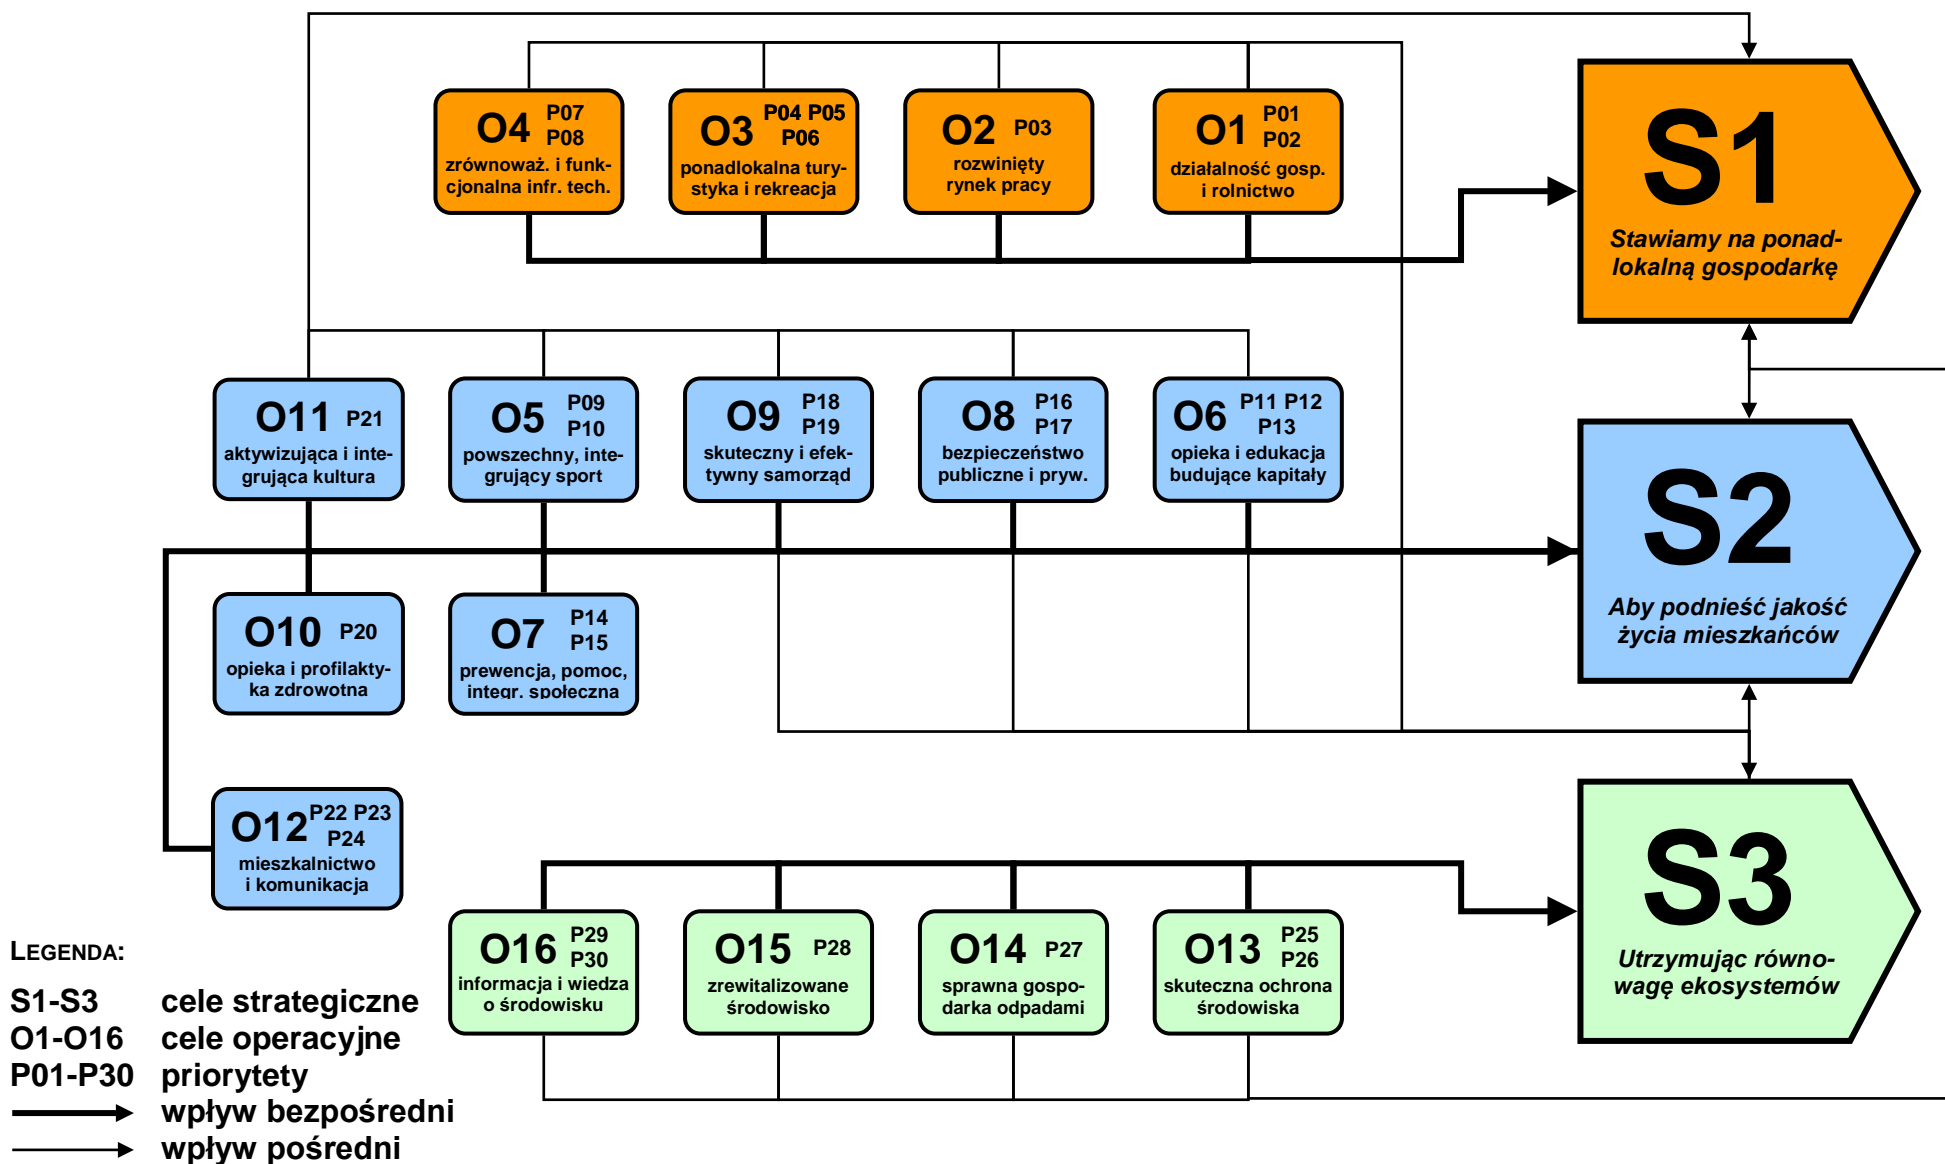 O4 P07
P08
zrównoważ. i funk-
cjonalna infr. tech.
O3 P04 P05
P06
ponadlokalna tury-
styka i rekreacja
O2 P03
rozwinięty
rynek pracy
O1 P01
P02
działalność gosp.
i rolnictwo
S1
Stawiamy na ponad-
lokalną gospodarkę
O11 P21
aktywizująca i inte-
grująca kultura
O5 P09
P10
powszechny, inte-
grujący sport
O9 P18
P19
skuteczny i efek-
tywny samorząd
O8 P16
P17
bezpieczeństwo
publiczne i pryw.
O6 P11 P12
P13
opieka i edukacja
budujące kapitały
S2
Aby podnieść jakość
życia mieszkańców
O10 P20
opieka i profilakty-
ka zdrowotna
O7 P14
P15
prewencja, pomoc,
integr. społeczna
O12 P22 P23
P24
mieszkalnictwo
i komunikacja
O16 P29
P30
informacja i wiedza
o środowisku
O15 P28
zrewitalizowane
środowisko
O14 P27
sprawna gospo-
darka odpadami
O13 P25
P26
skuteczna ochrona
środowiska
S3
Utrzymując równo-
wagę ekosystemów
LEGENDA:
S1-S3 cele strategiczne
O1-O16 cele operacyjne
P01-P30 priorytety
wpływ bezpośredni
wpływ pośredni